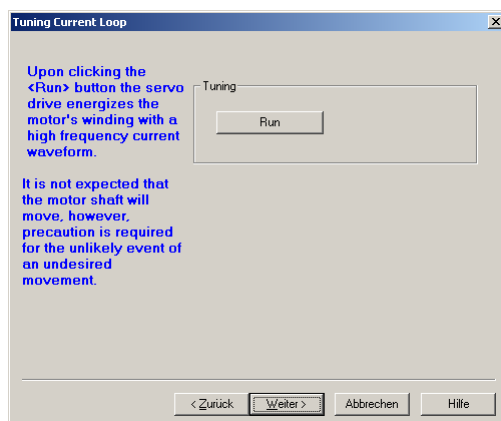 Tuning Current Loop
Upon clicking the
<Run> button the servo
drive energizes the
motor's winding with a
high frequency current
waveform.
It is not expected that
the motor shaft will
move, however,
precaution is required
for the unlikely event of
an undesired
movement.
Tuning
Run
< Zurück
Weiter >
Abbrechen
Hilfe